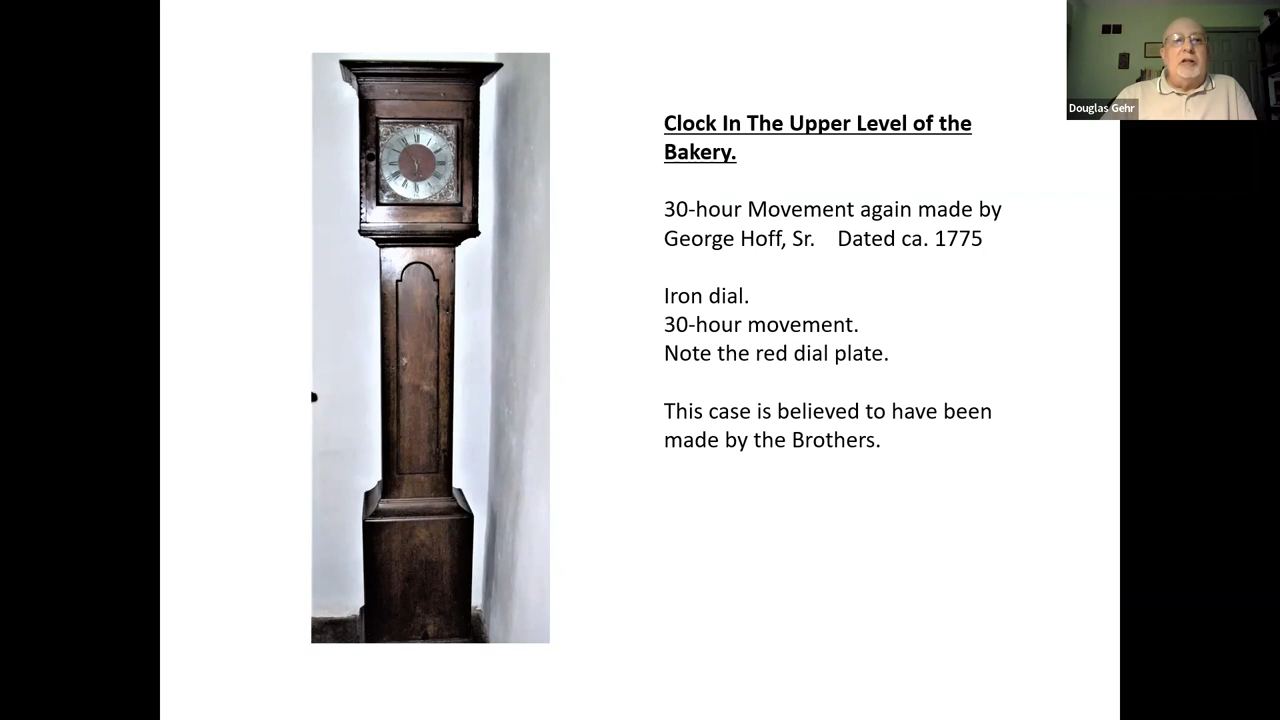 Clock In The Upper Level of the
Bakery.
30-hour Movement again made by
George Hoff, Sr. Dated ca. 1775
Iron dial.
30-hour movement.
Note the red dial plate.
This case is believed to have been
made by the Brothers.
Douglas Gehr